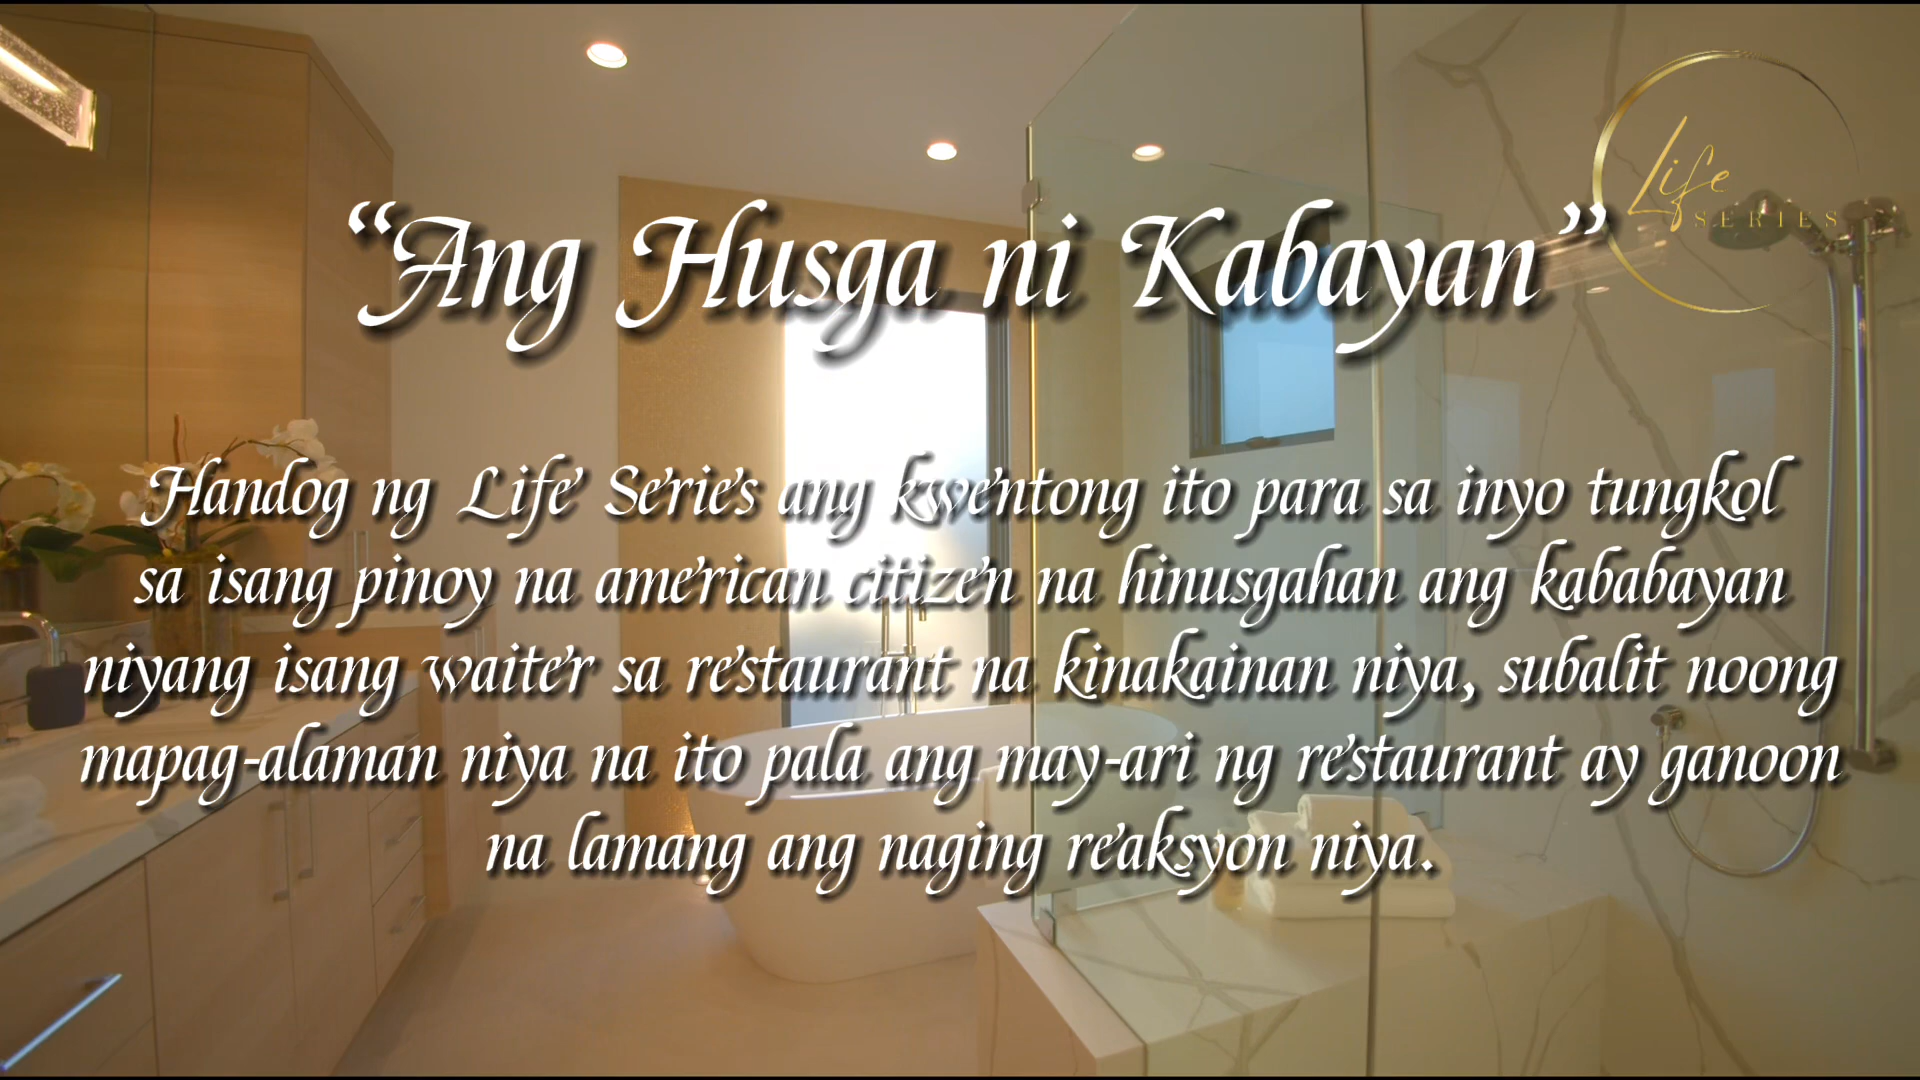 Life
SERIES
“Ang Husga ni Kabayan”
Handog ng Life Series ang kwentong ito para sa inyo tungkol
sa isang pinoy na american citizen na hinusgahan ang kababayan
niyang isang waiter sa restaurant na kinakainan niya, subalit noong
mapag-alaman niya na ito pala ang may-ari ng restaurant ay ganoon
na lamang ang naging reaksyon niya.